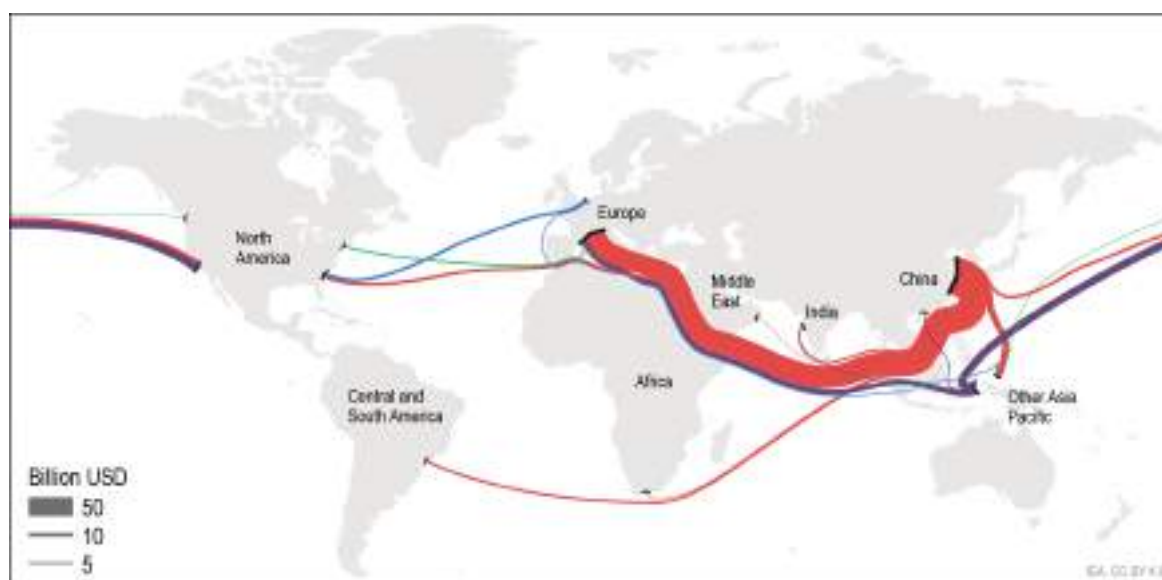 Europe
North
America
Middle
East
China
India
Africa
Central and
South America
Other Asia
Pacific
Billion USD
50
10
5